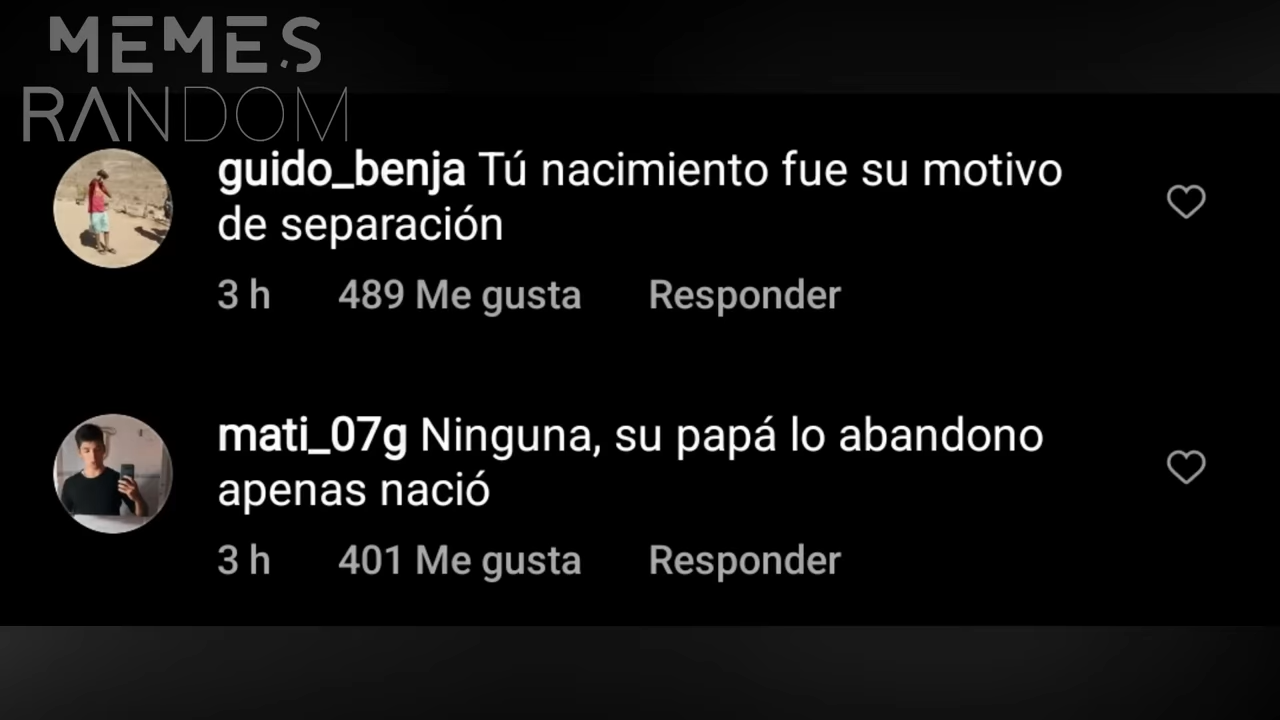 MEMES
RANDOM
guido_benja Tú nacimiento fue su motivo
de separación
3 h 489 Me gusta Responder
mati_07g Ninguna, su papá lo abandono
apenas nació
3 h 401 Me gusta Responder